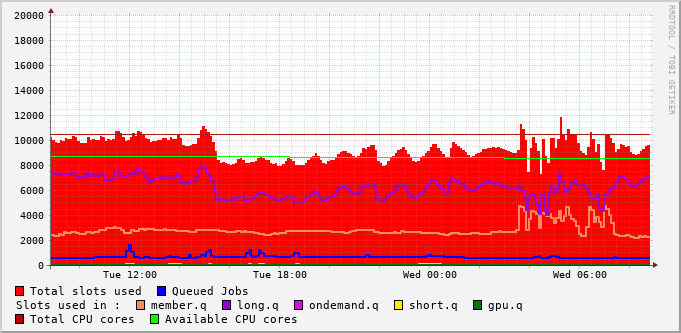 RRDTOOL / TOBI OETIKER
20000
18000
16000
14000
12000
10000
8000
6000
4000
2000
0
Tue 12:00 Tue 18:00 Wed 00:00 Wed 06:00
Total slots used Queued Jobs
Slots used in : member.q long.q ondemand.q short.q gpu.q
Total CPU cores Available CPU cores